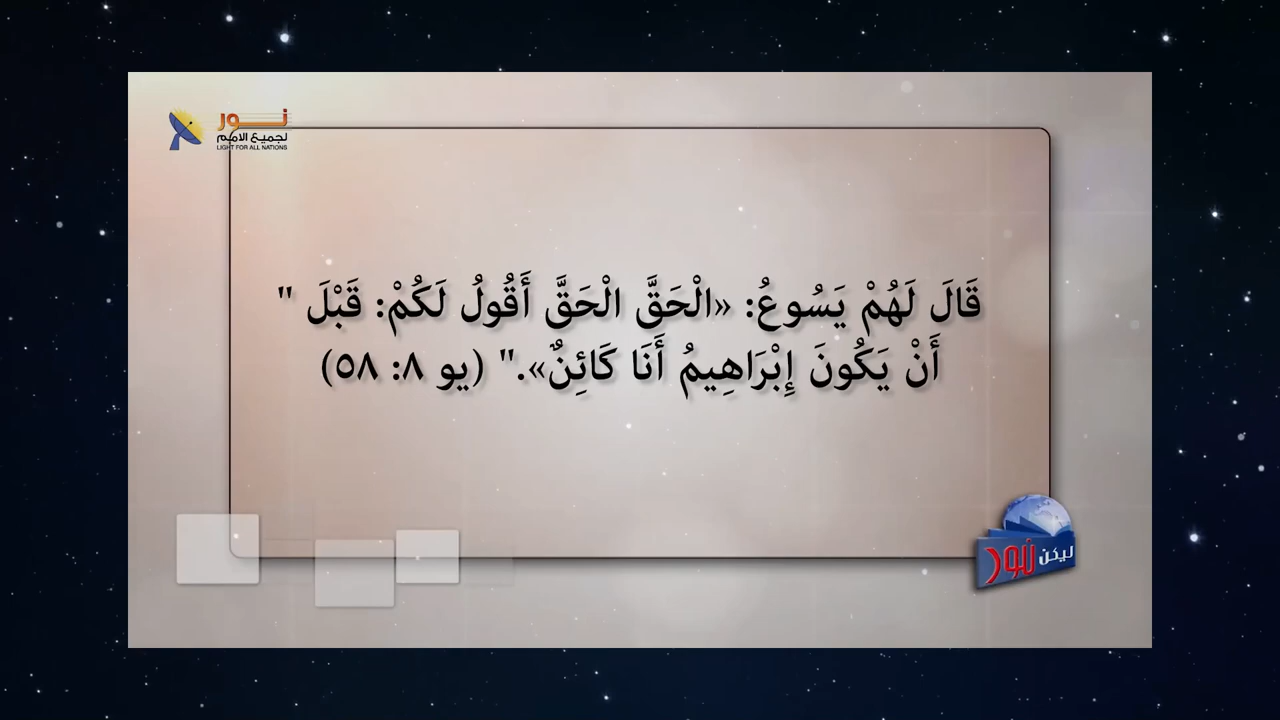 نـــور
لجميع الامم
LIGHT FOR ALL NATIONS
قَالَ لَهُمْ يَسُوعُ: «الْحَقَّ الْحَقَّ أَقُولُ لَكُمْ: قَبْلَ "
أَنْ يَكُونَ إِبْرَاهِيمُ أَنَا كَائِنٌ»." (يو ٨: ٥٨)
ليكن نور